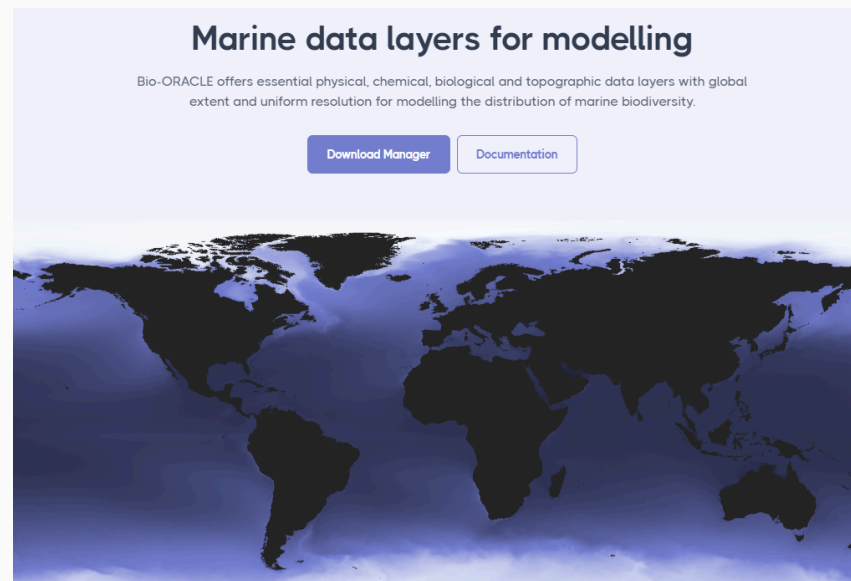 Marine data layers for modelling
Bio-ORACLE offers essential physical, chemical, biological and topographic data layers with global
extent and uniform resolution for modelling the distribution of marine biodiversity.
Download Manager
Documentation